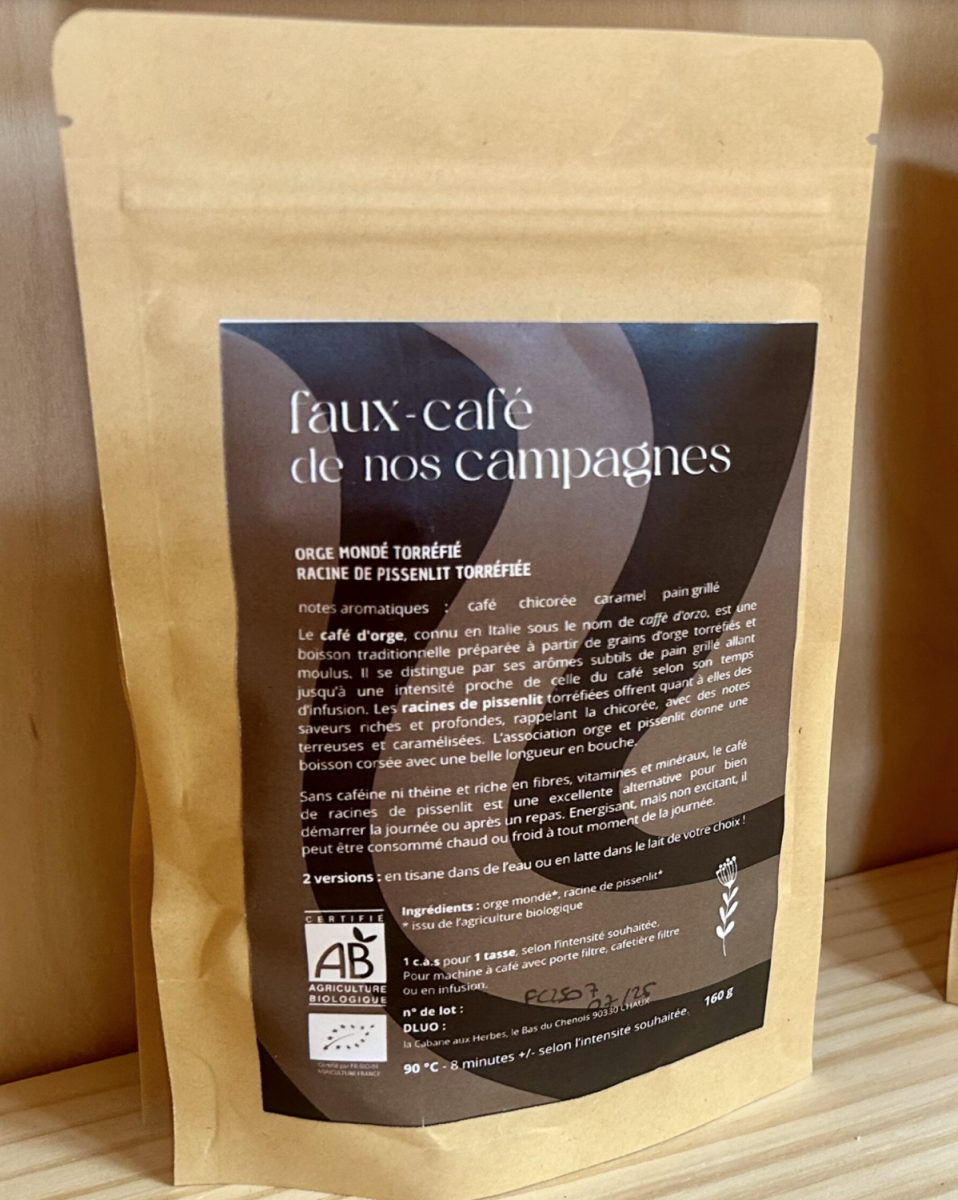 faux-café
de nos campagnes
ORGE MONDÉ TORRÉFIÉ
RACINE DE PISSENLIT TORRÉFIÉE
notes aromatiques : café chicorée caramel pain grillé
Le café d'orge, connu en Italie sous le nom de caffè d'orzo, est une
boisson traditionnelle préparée à partir de grains d'orge torréfiés et
moulus. Il se distingue par ses arômes subtils de pain grillé allant
jusqu'à une intensité proche de celle du café selon son temps
d'infusion. Les racines de pissenlit torréfiées offrent quant à elles des
saveurs riches et profondes, rappelant la chicorée, avec des notes
terreuses et caramélisées. L'association orge et pissenlit donne une
boisson corsée avec une belle longueur en bouche.
Sans caféine ni théine et riche en fibres, vitamines et minéraux, le café
de racines de pissenlit est une excellente alternative pour bien
démarrer la journée ou après un repas. Energisant, mais non excitant, il
peut être consommé chaud ou froid à tout moment de la journée.
2 versions : en tisane dans de l'eau ou en latte dans le lait de votre choix !
Ingrédients : orge mondé*, racine de pissenlit*
* issu de l'agriculture biologique
CERTIFIÉ
AB
AGRICULTURE
BIOLOGIQUE
1 c.à.s pour 1 tasse, selon l'intensité souhaitée.
Pour machine à café avec porte filtre, cafetière filtre
ou en infusion.
n° de lot : FC2507
DLUO : 07/25
la Cabane aux Herbes, le Bas du Chenois 90330 CHAUX
160 g
90 °C - 8 minutes +/- selon l'intensité souhaitée.
AGRICULTURE FRANCE